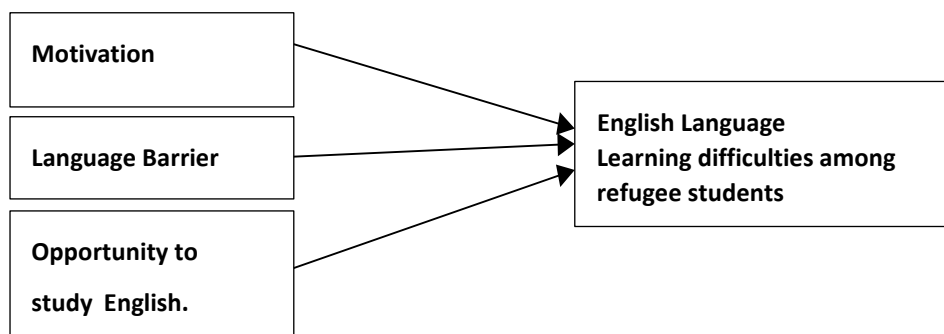 Motivation
Language Barrier
Opportunity to
study English.
English Language
Learning difficulties among
refugee students